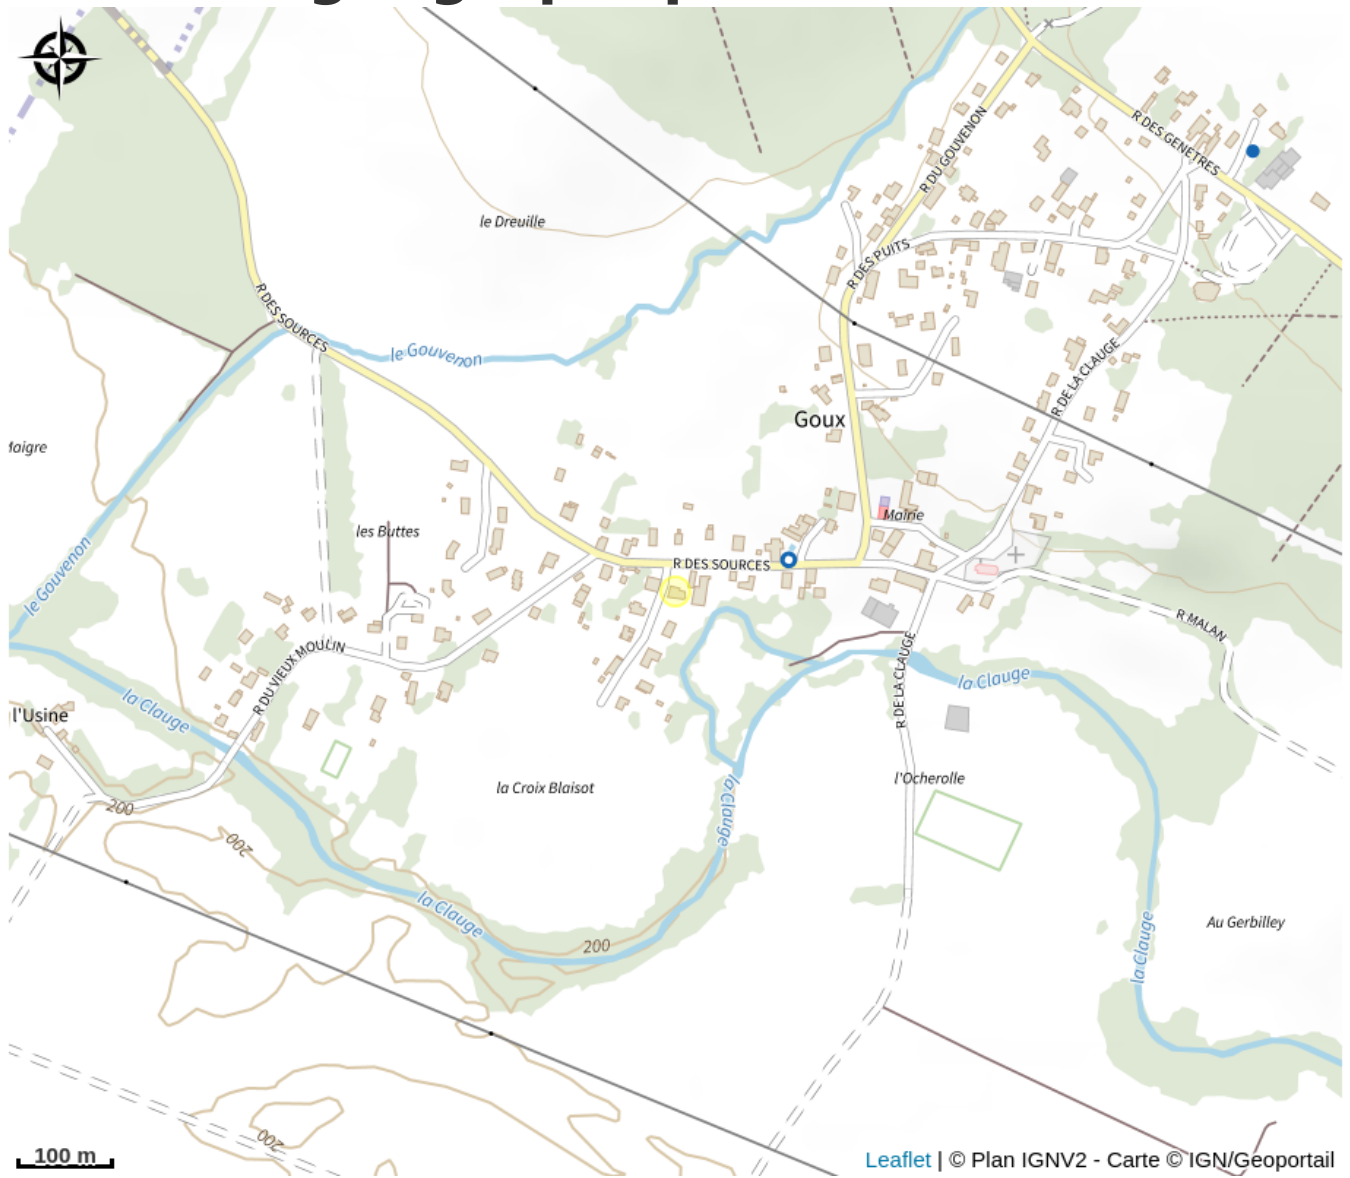 R DES GENETRES
R DU GOUVENON
le Dreuille
R DES PUITS
R DES SOURCES
le Gouvenon
R DE LA CLAUGE
Goux
les Buttes
Mairie
R DES SOURCES
le Gouvenon
R MALAN
R DU VIEUX MOULIN
la Clauge
R DE LA CLAUGE
la Clauge
l'Usine
l'Ocherolle
la Croix Blaisot
200
la Clauge
200
la Clauge
Au Gerbilley
200
la Clauge
200
100 m
Leaflet | © Plan IGNV2 - Carte © IGN/Geoportail